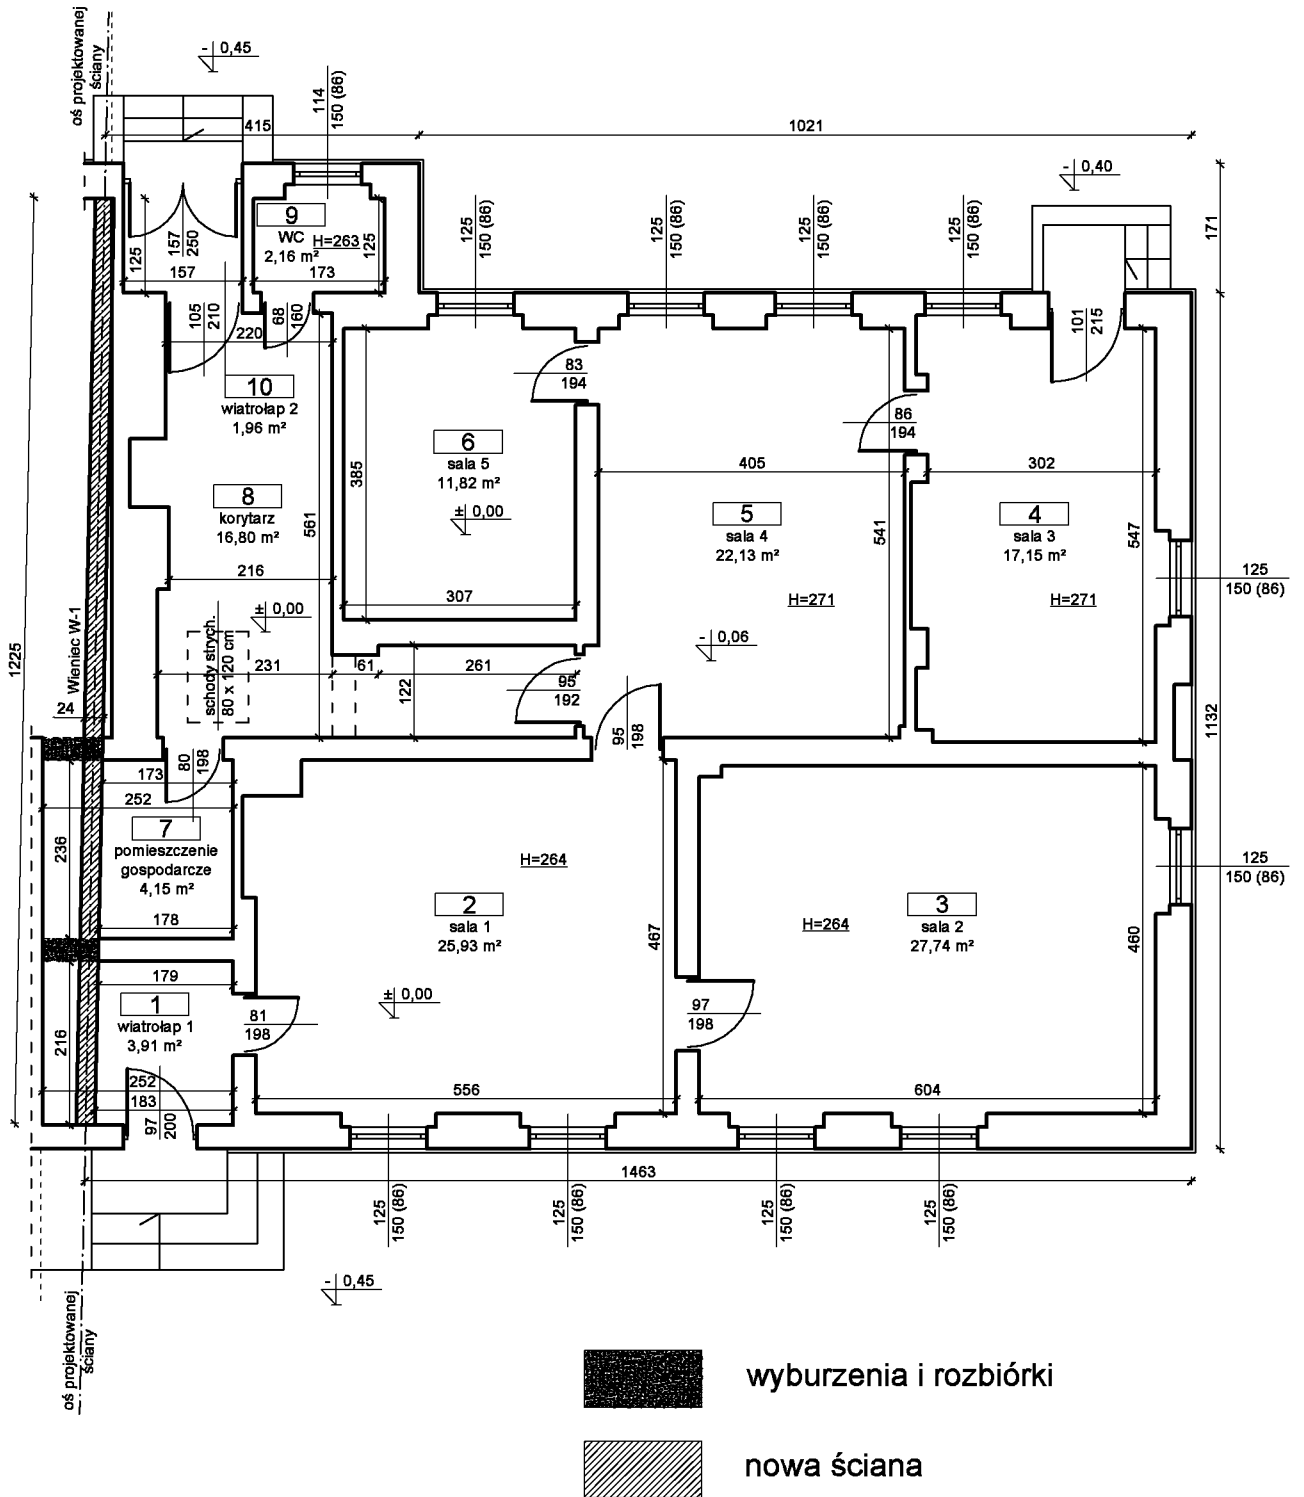 oś projektowanej
ściany
- 0,45
114
150 (86)
415
1021
- 0,40
171
125
150 (86)
125
150 (86)
125
150 (86)
125
150 (86)
9
WC
2,16 m²
H=263
125
125
157
250
157
173
105
210
68
160
101
215
220
10
wiatrołap 2
1,96 m²
83
194
86
194
6
sala 5
11,82 m²
± 0,00
385
405
302
8
korytarz
16,80 m²
561
5
sala 4
22,13 m²
541
4
sala 3
17,15 m²
547
216
307
H=271
H=271
125
150 (86)
± 0,00
- 0,06
Wieniec W-1
1225
schody strych.
80 x 120 cm
231
61
261
122
95
192
95
198
24
1132
80
198
173
252
7
pomieszczenie
gospodarcze
4,15 m²
236
178
H=264
125
150 (86)
2
sala 1
25,93 m²
467
3
sala 2
27,74 m²
H=264
460
179
1
wiatrołap 1
3,91 m²
± 0,00
81
198
97
198
216
252
183
97
200
556
604
1463
125
150 (86)
125
150 (86)
125
150 (86)
125
150 (86)
- 0,45
oś projektowanej
ściany
wyburzenia i rozbiórki
nowa ściana